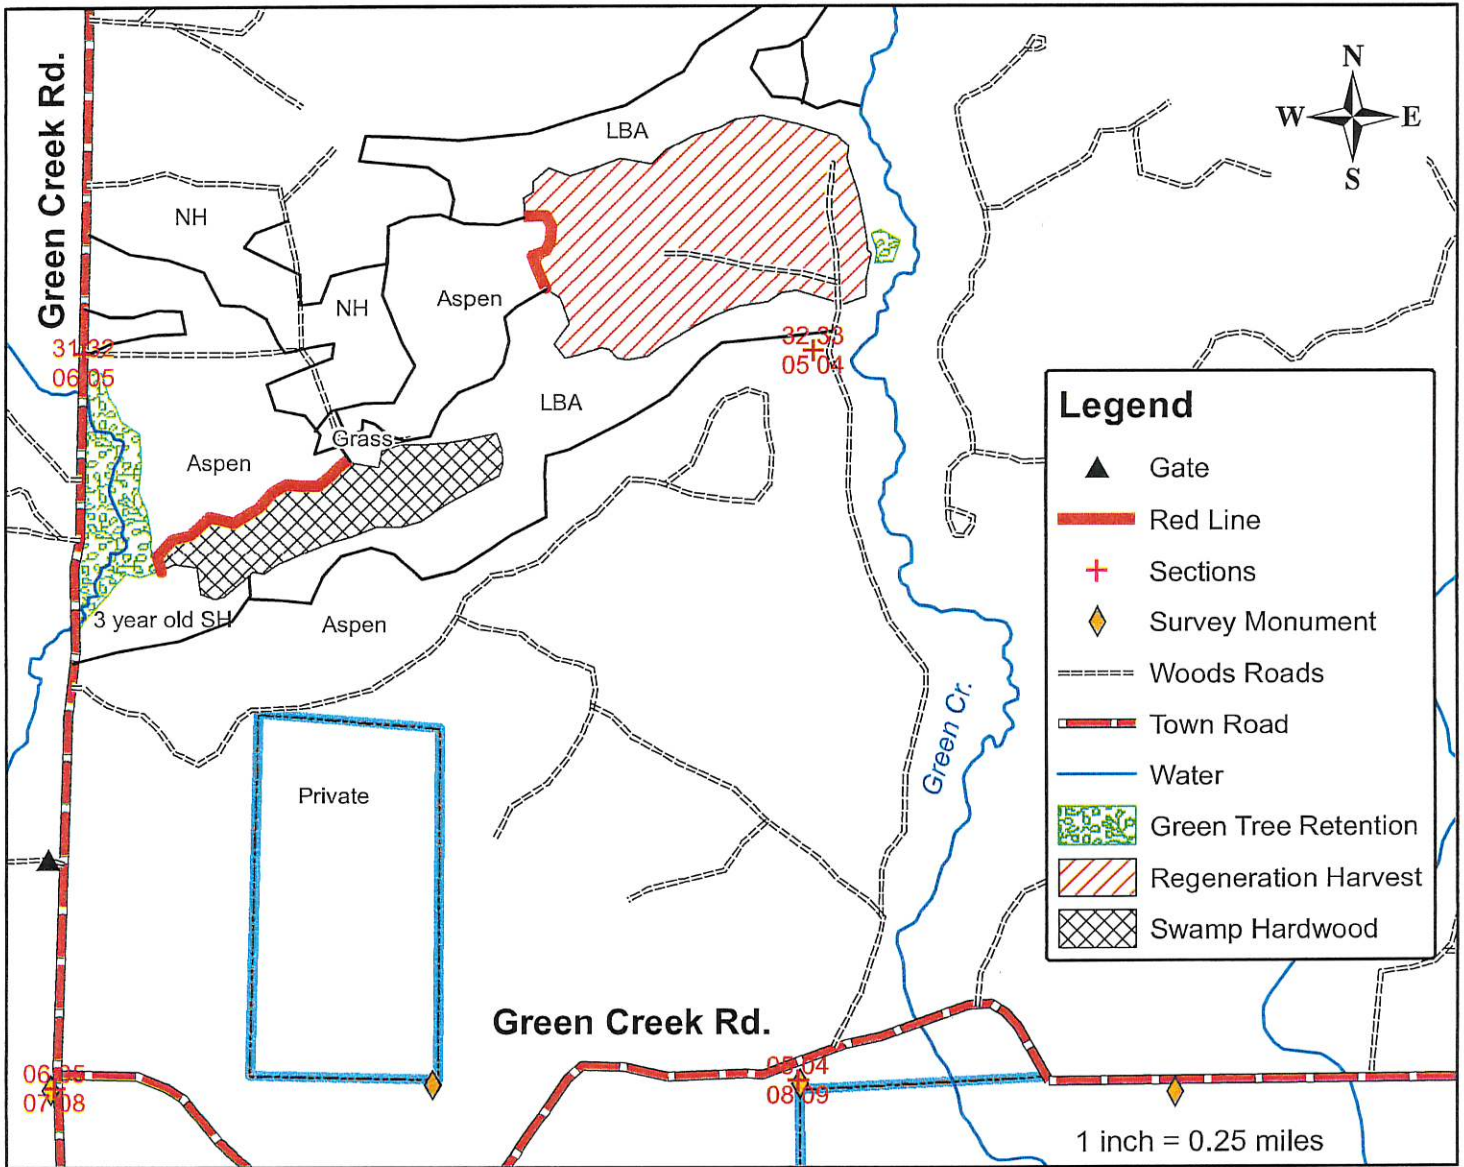 Green Creek Rd.
N
W E
S
LBA
NH
NH
Aspen
31 32
06 05
32 33
05 04
LBA
Grass
Aspen
3 year old SH
Aspen
Private
Green Cr.
Green Creek Rd.
06 05
07 08
05 04
08 09
Legend
Gate
Red Line
Sections
Survey Monument
Woods Roads
Town Road
Water
Green Tree Retention
Regeneration Harvest
Swamp Hardwood
1 inch = 0.25 miles